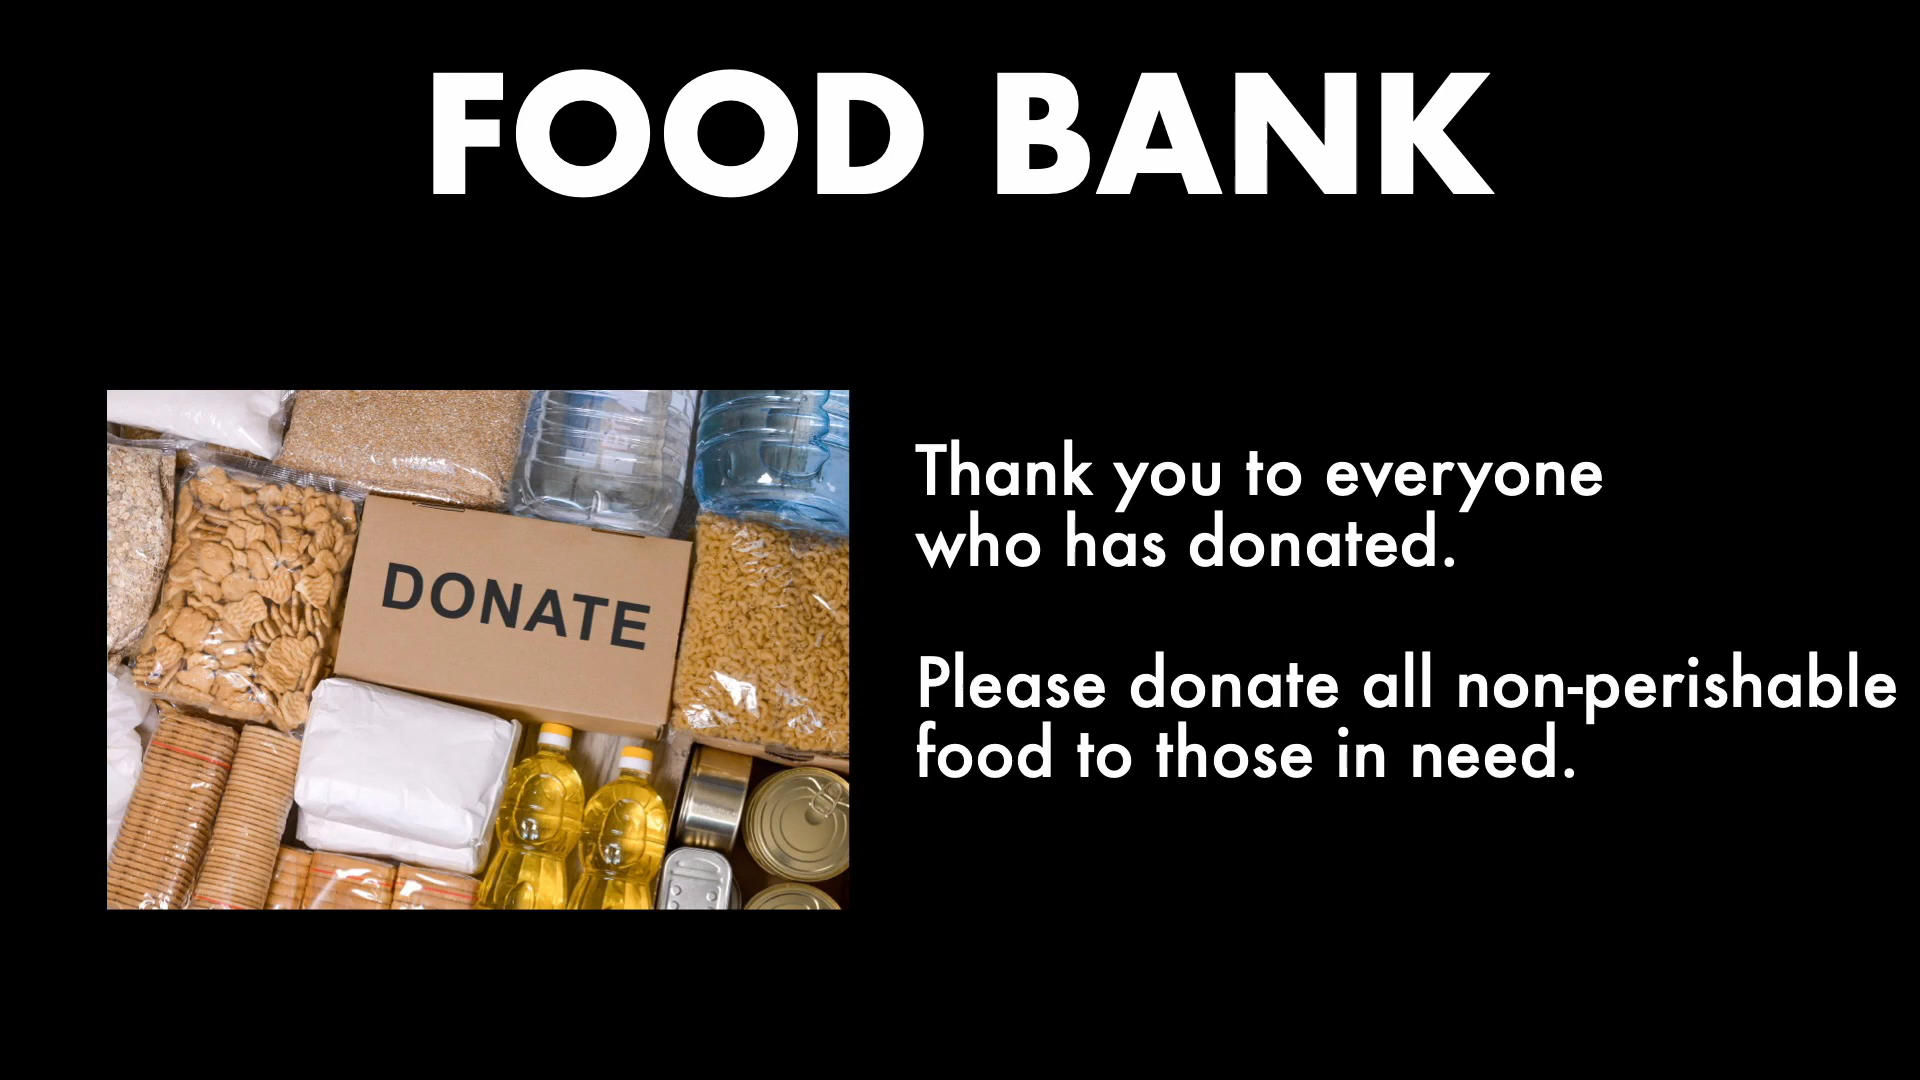 FOOD BANK
DONATE
Thank you to everyone
who has donated.
Please donate all non-perishable
food to those in need.